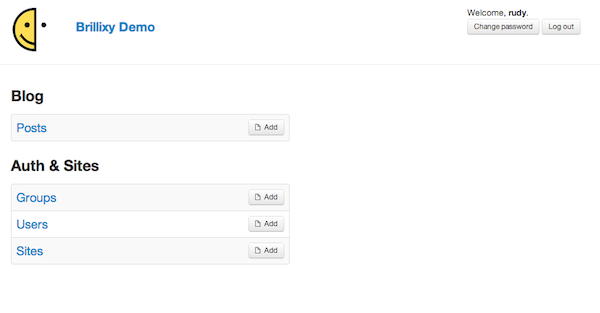 Brillixy Demo
Welcome, rudy.
Change password
Log out
Blog
Posts
Add
Auth & Sites
Groups
Add
Users
Add
Sites
Add